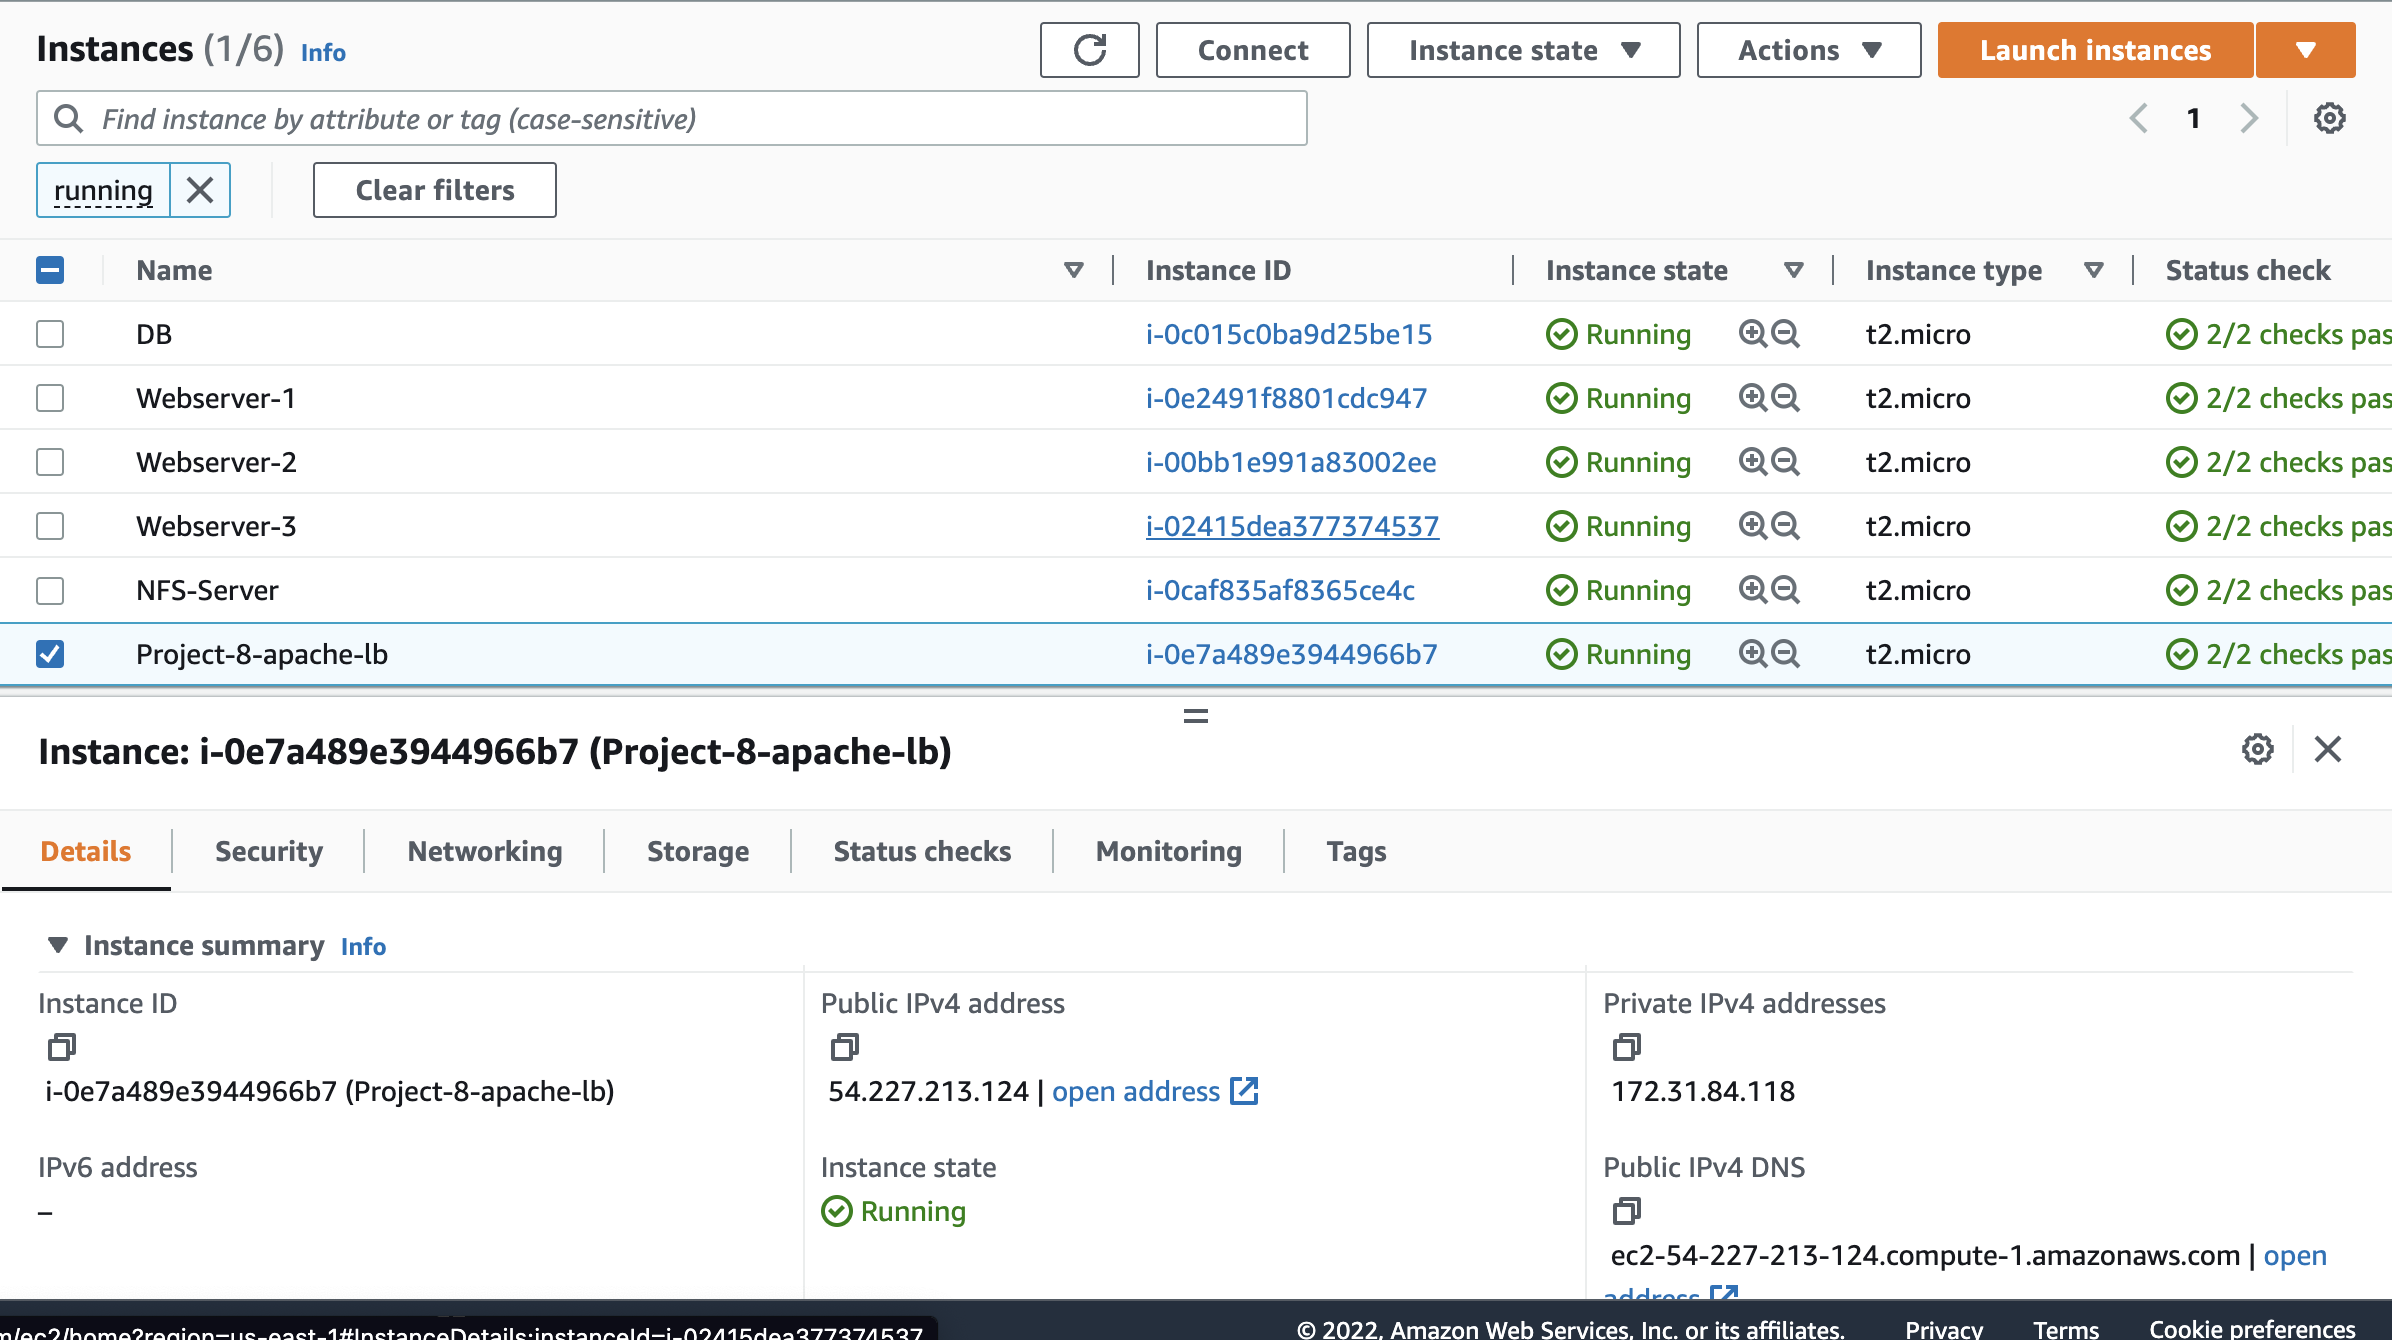 Instances (1/6) Info
Connect
Instance state
Actions
Launch instances
Find instance by attribute or tag (case-sensitive)
1
running
Clear filters
Name Instance ID Instance state Instance type Status check
DB i-0c015c0ba9d25be15 Running t2.micro 2/2 checks pas
Webserver-1 i-0e2491f8801cdc947 Running t2.micro 2/2 checks pas
Webserver-2 i-00bb1e991a83002ee Running t2.micro 2/2 checks pas
Webserver-3 i-02415dea377374537 Running t2.micro 2/2 checks pas
NFS-Server i-0caf835af8365ce4c Running t2.micro 2/2 checks pas
Project-8-apache-lb i-0e7a489e3944966b7 Running t2.micro 2/2 checks pas
Instance: i-0e7a489e3944966b7 (Project-8-apache-lb)
Details Security Networking Storage Status checks Monitoring Tags
Instance summary Info
Instance ID
i-0e7a489e3944966b7 (Project-8-apache-lb)
Public IPv4 address
54.227.213.124 | open address
Private IPv4 addresses
172.31.84.118
IPv6 address
–
Instance state
Running
Public IPv4 DNS
ec2-54-227-213-124.compute-1.amazonaws.com | open
address
m/ec2/home?region=us-east-1#InstanceDetails:instanceId=i-02415dea377374537
© 2022, Amazon Web Services, Inc. or its affiliates. Privacy Terms Cookie preferences